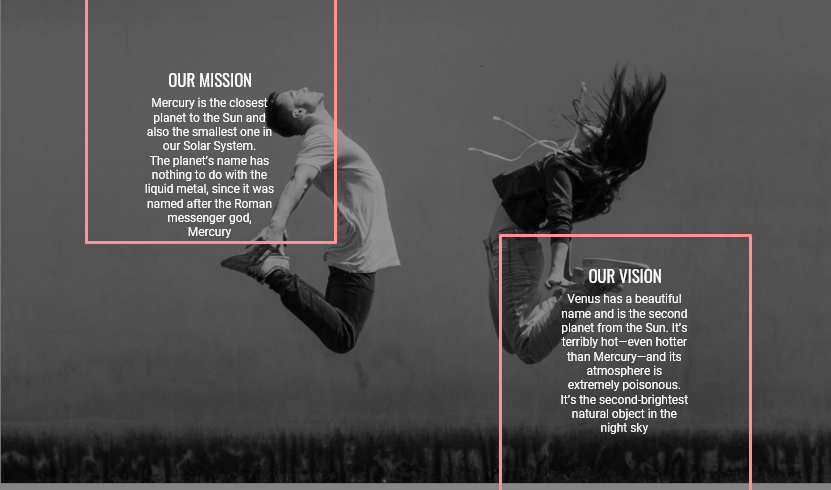 OUR MISSION
Mercury is the closest
planet to the Sun and
also the smallest one in
our Solar System.
The planet's name has
nothing to do with the
liquid metal, since it was
named after the Roman
messenger god,
Mercury
OUR VISION
Venus has a beautiful
name and is the second
planet from the Sun. It's
terribly hot—even hotter
than Mercury—and its
atmosphere is
extremely poisonous.
It's the second-brightest
natural object in the
night sky